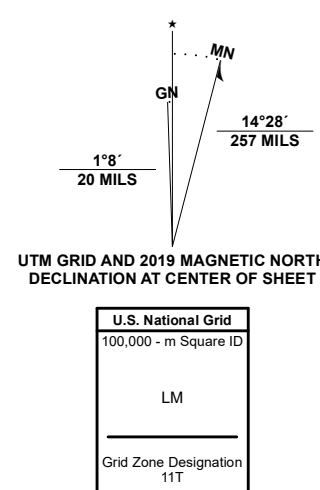 ★
MN
GN
14°28´
257 MILS
1°8´
20 MILS
UTM GRID AND 2019 MAGNETIC NORTH
DECLINATION AT CENTER OF SHEET
U.S. National Grid
100,000 - m Square ID
LM
Grid Zone Designation
11T